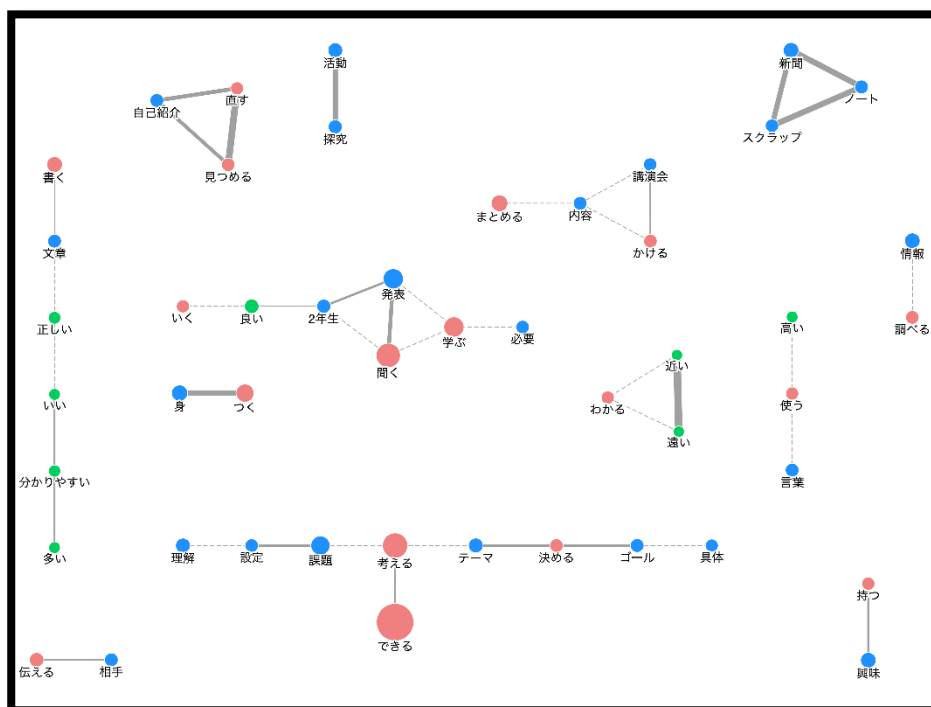 活動
新聞
直す
ノート
自己紹介
探究
スクラップ
見つめる
講演会
書く
まとめる
内容
かける
文章
情報
発表
いく
良い
2年生
正しい
高い
調べる
学ぶ
必要
聞く
近い
身
つく
わかる
使う
いい
遠い
分かりやすい
言葉
多い
理解
設定
課題
考える
テーマ
決める
ゴール
具体
持つ
できる
伝える
相手
興味